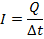 I = Q / Δt